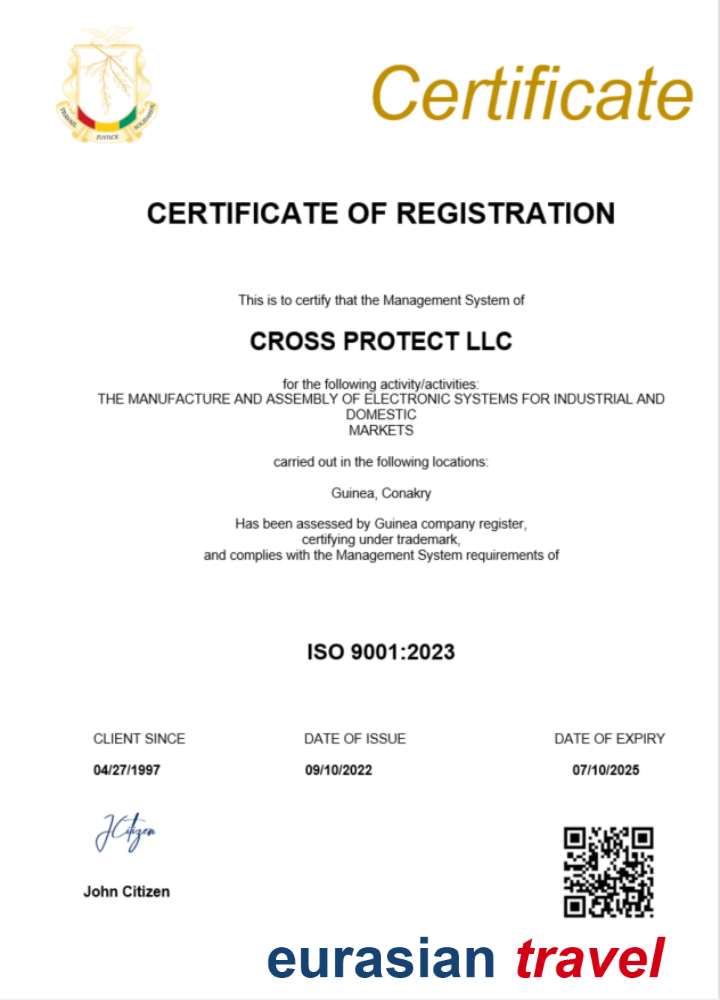 Certificate
TRAVAIL JUSTICE SOLIDARITÉ
CERTIFICATE OF REGISTRATION
This is to certify that the Management System of
CROSS PROTECT LLC
for the following activity/activities:
THE MANUFACTURE AND ASSEMBLY OF ELECTRONIC SYSTEMS FOR INDUSTRIAL AND
DOMESTIC
MARKETS
carried out in the following locations:
Guinea, Conakry
Has been assessed by Guinea company register,
certifying under trademark,
and complies with the Management System requirements of
ISO 9001:2023
CLIENT SINCE DATE OF ISSUE DATE OF EXPIRY
04/27/1997 09/10/2022 07/10/2025
JCitizen
John Citizen
eurasian travel